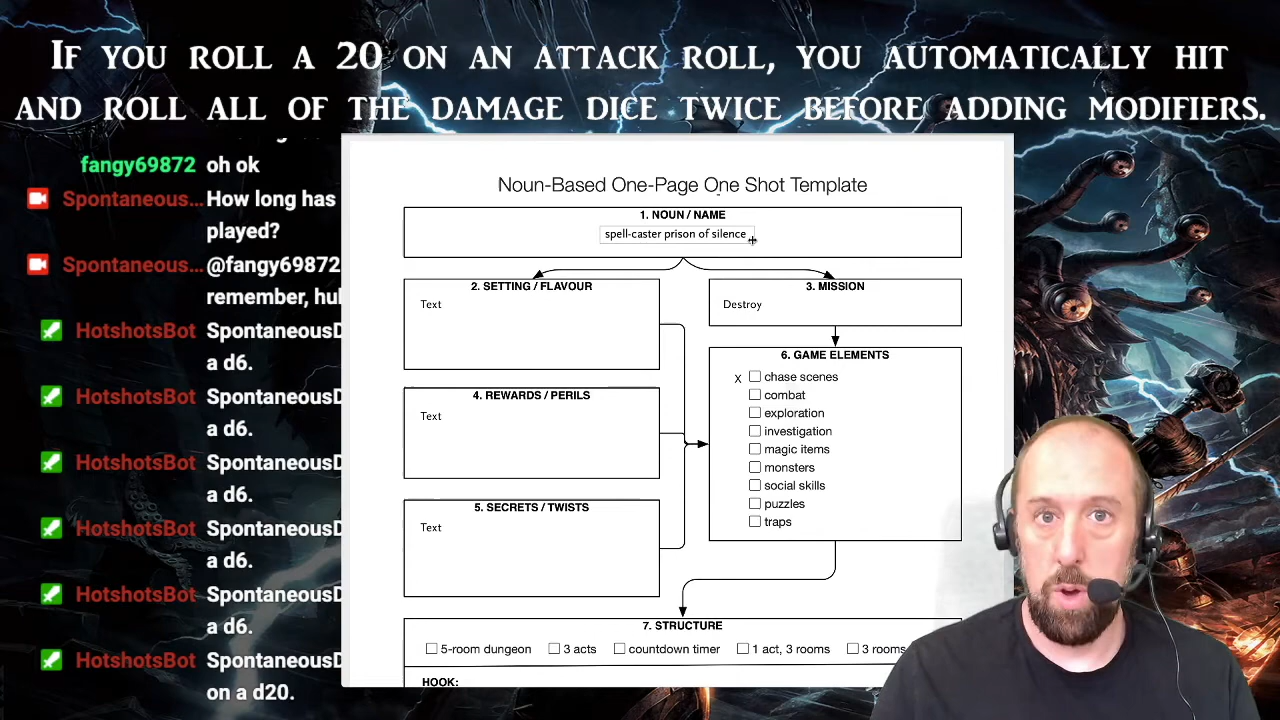 If you roll a 20 on an attack roll, you automatically hit
and roll all of the damage dice twice before adding modifiers.
fangy69872 oh ok
Spontaneous... How long has
played?
Spontaneous... @fangy69872
remember,
HotshotsBot SpontaneousD
a d6.
HotshotsBot SpontaneousD
a d6.
HotshotsBot SpontaneousD
a d6.
HotshotsBot SpontaneousD
a d6.
HotshotsBot SpontaneousD
a d6.
HotshotsBot SpontaneousD
on a d20.
Noun-Based One-Page One Shot Template
1. NOUN / NAME
spell-caster prison of silence
2. SETTING / FLAVOUR
Text
3. MISSION
Destroy
4. REWARDS / PERILS
Text
5. SECRETS / TWISTS
Text
6. GAME ELEMENTS
X chase scenes
combat
exploration
investigation
magic items
monsters
social skills
puzzles
traps
7. STRUCTURE
5-room dungeon 3 acts countdown timer 1 act, 3 rooms 3 rooms
HOOK: